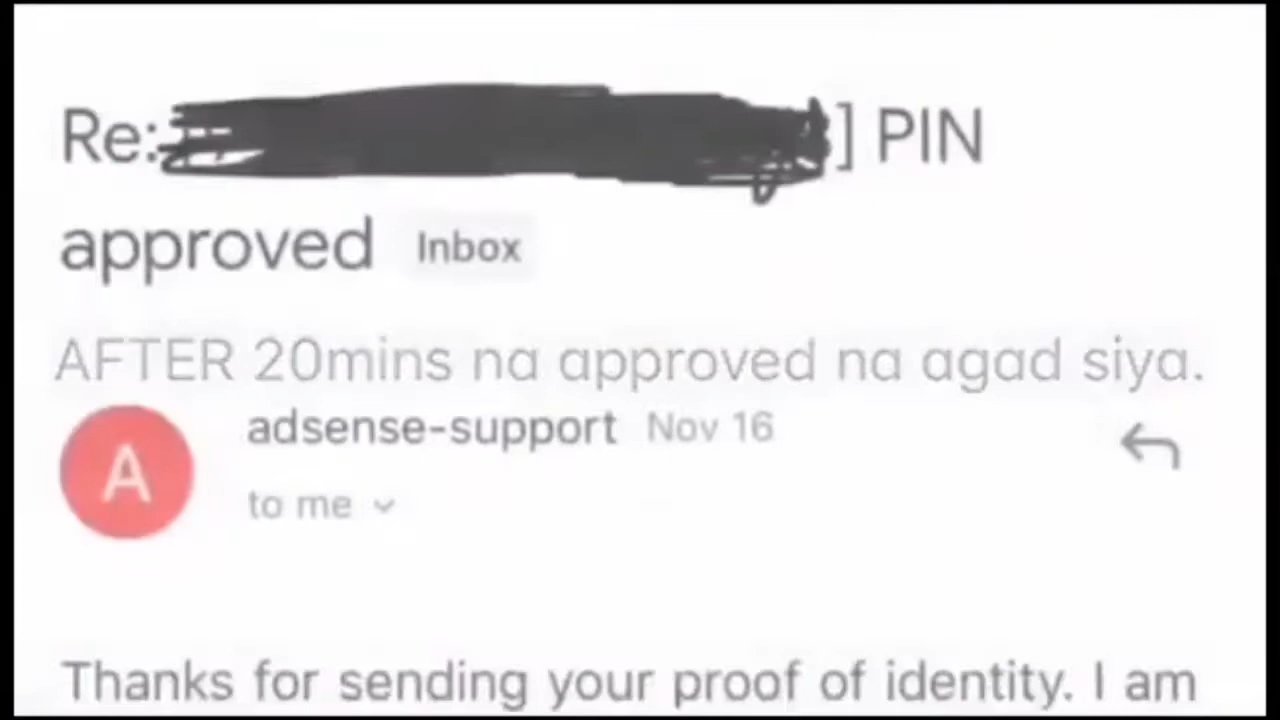 Re: ] PIN
approved Inbox
AFTER 20mins na approved na agad siya.
adsense-support Nov 16
to me
A
Thanks for sending your proof of identity. I am